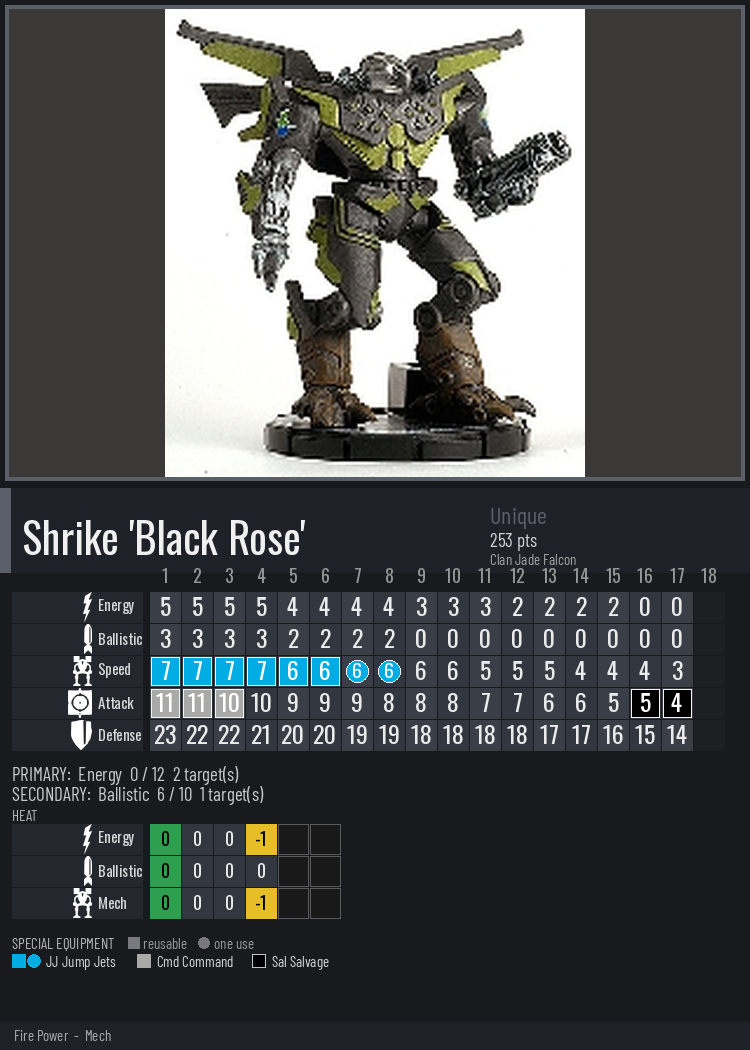 Shrike 'Black Rose'
Unique
253 pts
Clan Jade Falcon
1 2 3 4 5 6 7 8 9 10 11 12 13 14 15 16 17 18
Energy 5 5 5 5 4 4 4 4 3 3 3 2 2 2 2 0 0
Ballistic 3 3 3 3 2 2 2 2 0 0 0 0 0 0 0 0 0
Speed 7 7 7 7 6 6 6 6 6 6 5 5 5 4 4 4 3
Attack 11 11 10 10 9 9 9 8 8 8 7 7 6 6 5 5 4
Defense 23 22 22 21 20 20 19 19 18 18 18 18 17 17 16 15 14
PRIMARY: Energy 0 / 12 2 target(s)
SECONDARY: Ballistic 6 / 10 1 target(s)
HEAT
Energy 0 0 0 -1
Ballistic 0 0 0 0
Mech 0 0 0 -1
SPECIAL EQUIPMENT reusable one use
JJ Jump Jets Cmd Command Sal Salvage
Fire Power - Mech